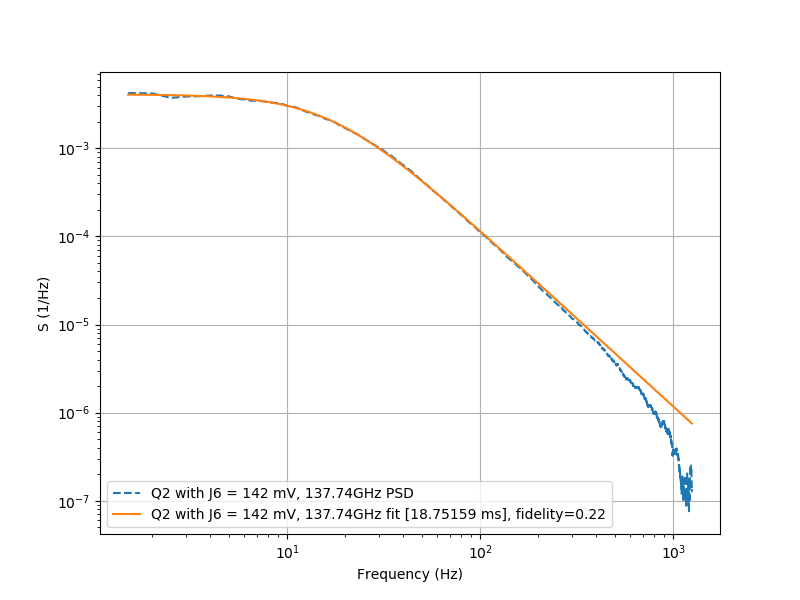 10⁻³
10⁻⁴
10⁻⁵
10⁻⁶
10⁻⁷
S (1/Hz)
Q2 with J6 = 142 mV, 137.74GHz PSD
Q2 with J6 = 142 mV, 137.74GHz fit [18.75159 ms], fidelity=0.22
10¹ 10² 10³
Frequency (Hz)